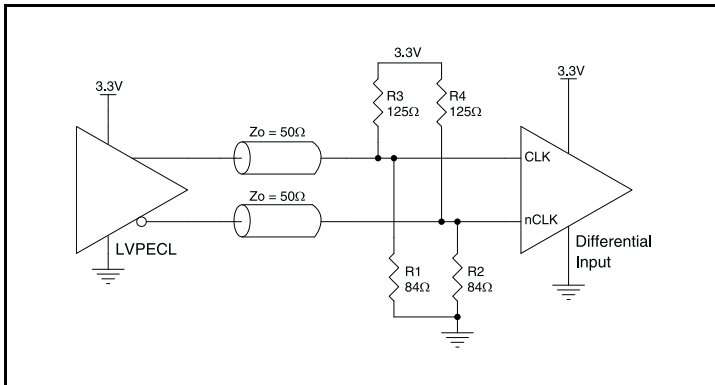 3.3V
3.3V
3.3V
R3
125Ω
R4
125Ω
Zo = 50Ω
CLK
Zo = 50Ω
nCLK
LVPECL
Differential
Input
R1
84Ω
R2
84Ω